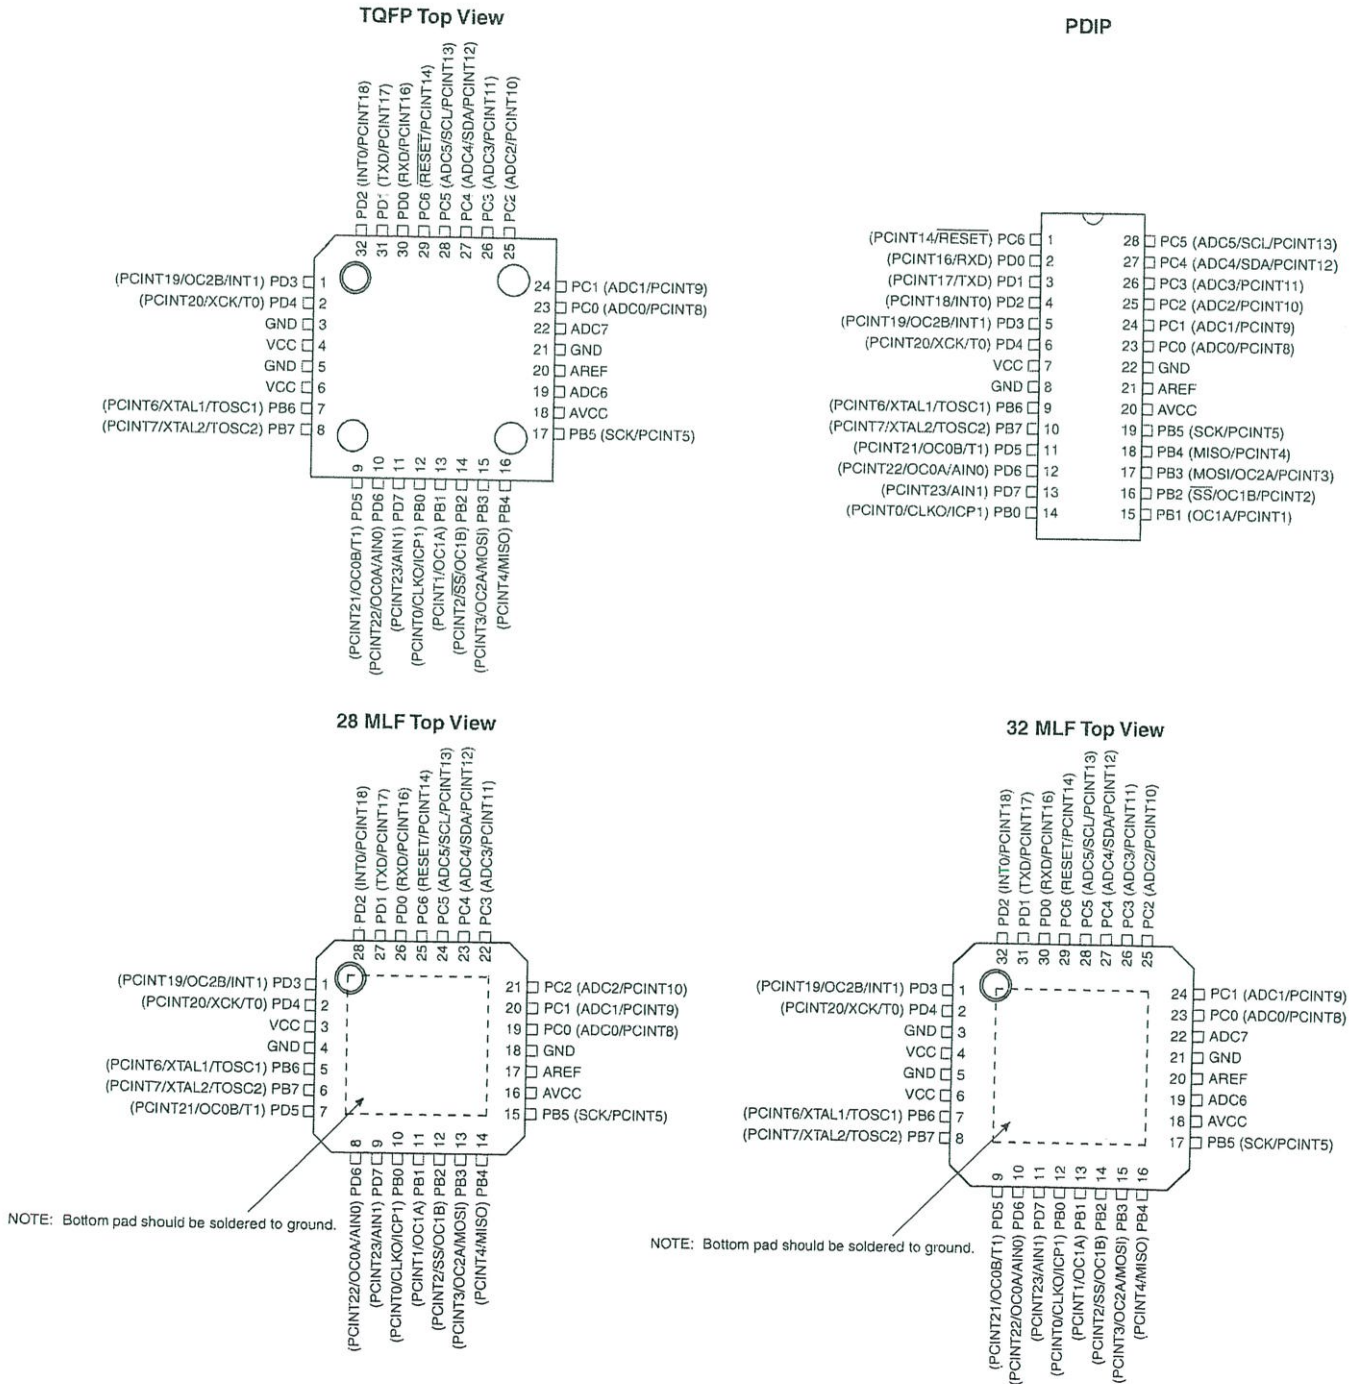 TQFP Top View
32 PD2 (INT0/PCINT18)
31 PD1 (TXD/PCINT17)
30 PD0 (RXD/PCINT16)
29 PC6 (RESET/PCINT14)
28 PC5 (ADC5/SCL/PCINT13)
27 PC4 (ADC4/SDA/PCINT12)
26 PC3 (ADC3/PCINT11)
25 PC2 (ADC2/PCINT10)
(PCINT19/OC2B/INT1) PD3 1
(PCINT20/XCK/T0) PD4 2
GND 3
VCC 4
GND 5
VCC 6
(PCINT6/XTAL1/TOSC1) PB6 7
(PCINT7/XTAL2/TOSC2) PB7 8
24 PC1 (ADC1/PCINT9)
23 PC0 (ADC0/PCINT8)
22 ADC7
21 GND
20 AREF
19 ADC6
18 AVCC
17 PB5 (SCK/PCINT5)
(PCINT21/OC0B/T1) PD5 9
(PCINT22/OC0A/AIN0) PD6 10
(PCINT23/AIN1) PD7 11
(PCINT0/CLKO/ICP1) PB0 12
(PCINT1/OC1A) PB1 13
(PCINT2/SS/OC1B) PB2 14
(PCINT3/OC2A/MOSI) PB3 15
(PCINT4/MISO) PB4 16
PDIP
(PCINT14/RESET) PC6 1
(PCINT16/RXD) PD0 2
(PCINT17/TXD) PD1 3
(PCINT18/INT0) PD2 4
(PCINT19/OC2B/INT1) PD3 5
(PCINT20/XCK/T0) PD4 6
VCC 7
GND 8
(PCINT6/XTAL1/TOSC1) PB6 9
(PCINT7/XTAL2/TOSC2) PB7 10
(PCINT21/OC0B/T1) PD5 11
(PCINT22/OC0A/AIN0) PD6 12
(PCINT23/AIN1) PD7 13
(PCINT0/CLKO/ICP1) PB0 14
28 PC5 (ADC5/SCL/PCINT13)
27 PC4 (ADC4/SDA/PCINT12)
26 PC3 (ADC3/PCINT11)
25 PC2 (ADC2/PCINT10)
24 PC1 (ADC1/PCINT9)
23 PC0 (ADC0/PCINT8)
22 GND
21 AREF
20 AVCC
19 PB5 (SCK/PCINT5)
18 PB4 (MISO/PCINT4)
17 PB3 (MOSI/OC2A/PCINT3)
16 PB2 (SS/OC1B/PCINT2)
15 PB1 (OC1A/PCINT1)
28 MLF Top View
28 PD2 (INT0/PCINT18)
27 PD1 (TXD/PCINT17)
26 PD0 (RXD/PCINT16)
25 PC6 (RESET/PCINT14)
24 PC5 (ADC5/SCL/PCINT13)
23 PC4 (ADC4/SDA/PCINT12)
22 PC3 (ADC3/PCINT11)
(PCINT19/OC2B/INT1) PD3 1
(PCINT20/XCK/T0) PD4 2
VCC 3
GND 4
(PCINT6/XTAL1/TOSC1) PB6 5
(PCINT7/XTAL2/TOSC2) PB7 6
(PCINT21/OC0B/T1) PD5 7
21 PC2 (ADC2/PCINT10)
20 PC1 (ADC1/PCINT9)
19 PC0 (ADC0/PCINT8)
18 GND
17 AREF
16 AVCC
15 PB5 (SCK/PCINT5)
(PCINT22/OC0A/AIN0) PD6 8
(PCINT23/AIN1) PD7 9
(PCINT0/CLKO/ICP1) PB0 10
(PCINT1/OC1A) PB1 11
(PCINT2/SS/OC1B) PB2 12
(PCINT3/OC2A/MOSI) PB3 13
(PCINT4/MISO) PB4 14
NOTE: Bottom pad should be soldered to ground.
32 MLF Top View
32 PD2 (INT0/PCINT18)
31 PD1 (TXD/PCINT17)
30 PD0 (RXD/PCINT16)
29 PC6 (RESET/PCINT14)
28 PC5 (ADC5/SCL/PCINT13)
27 PC4 (ADC4/SDA/PCINT12)
26 PC3 (ADC3/PCINT11)
25 PC2 (ADC2/PCINT10)
(PCINT19/OC2B/INT1) PD3 1
(PCINT20/XCK/T0) PD4 2
GND 3
VCC 4
GND 5
VCC 6
(PCINT6/XTAL1/TOSC1) PB6 7
(PCINT7/XTAL2/TOSC2) PB7 8
24 PC1 (ADC1/PCINT9)
23 PC0 (ADC0/PCINT8)
22 ADC7
21 GND
20 AREF
19 ADC6
18 AVCC
17 PB5 (SCK/PCINT5)
(PCINT21/OC0B/T1) PD5 9
(PCINT22/OC0A/AIN0) PD6 10
(PCINT23/AIN1) PD7 11
(PCINT0/CLKO/ICP1) PB0 12
(PCINT1/OC1A) PB1 13
(PCINT2/SS/OC1B) PB2 14
(PCINT3/OC2A/MOSI) PB3 15
(PCINT4/MISO) PB4 16
NOTE: Bottom pad should be soldered to ground.